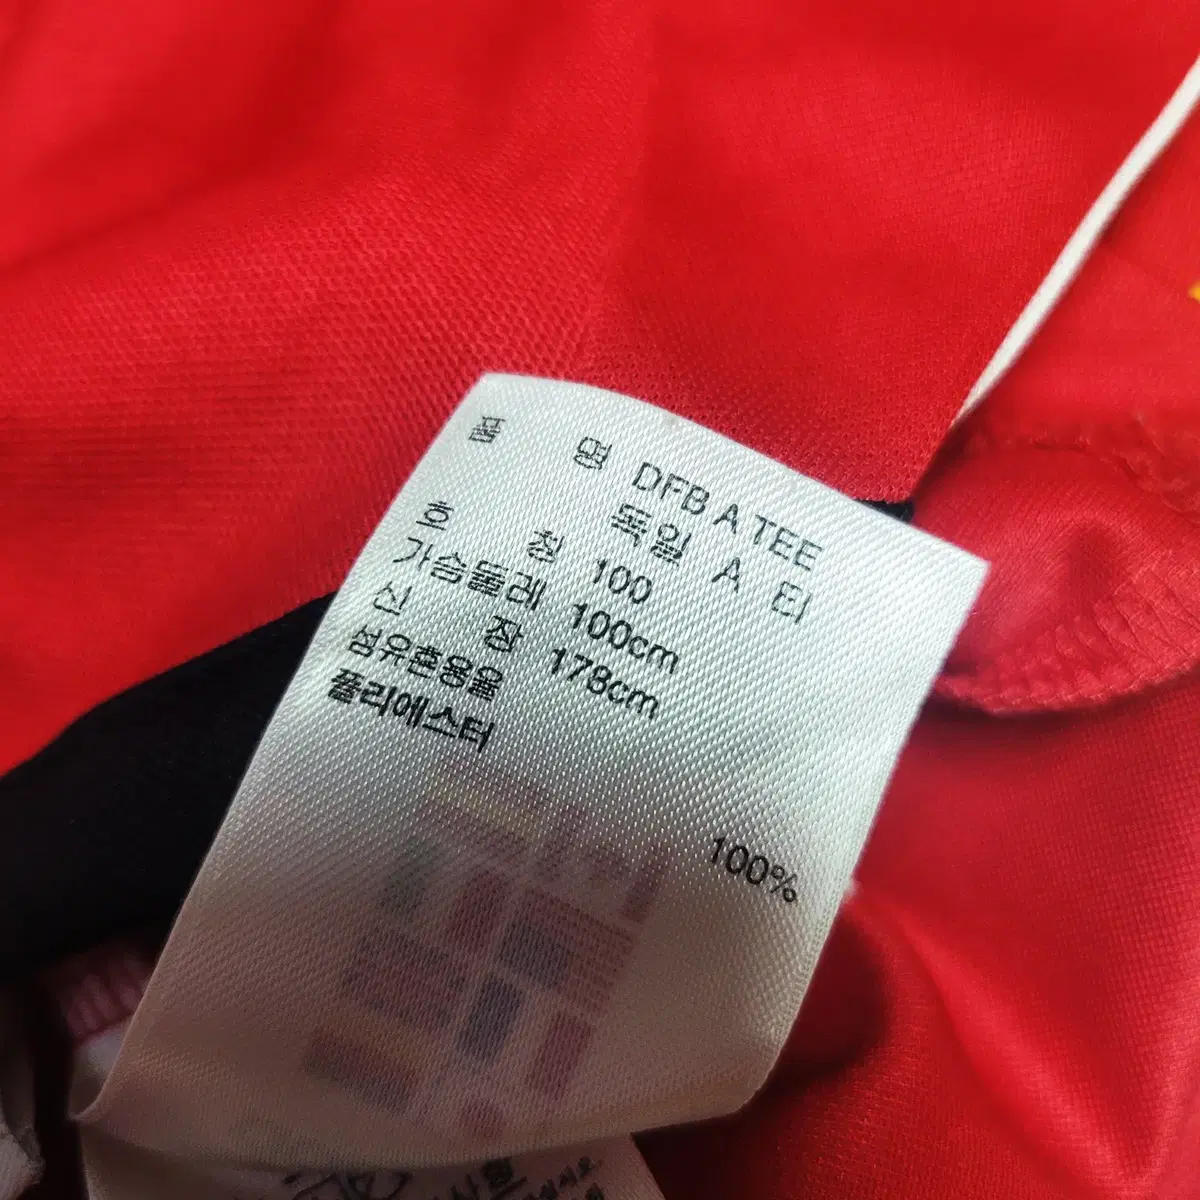 품 명 DFB A TEE
독일 A 티
호 칭 100
가슴둘레 100cm
신 장 178cm
섬유혼용율
폴리에스터
100%